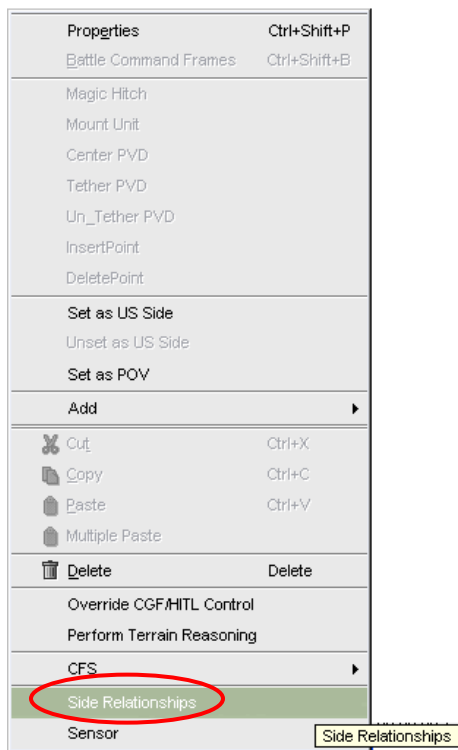 Properties Ctrl+Shift+P
Battle Command Frames Ctrl+Shift+B
Magic Hitch
Mount Unit
Center PVD
Tether PVD
Un_Tether PVD
InsertPoint
DeletePoint
Set as US Side
Unset as US Side
Set as POV
Add
Cut Ctrl+X
Copy Ctrl+C
Paste Ctrl+V
Multiple Paste
Delete Delete
Override CGF/HITL Control
Perform Terrain Reasoning
CFS
Side Relationships
Sensor Side Relationships